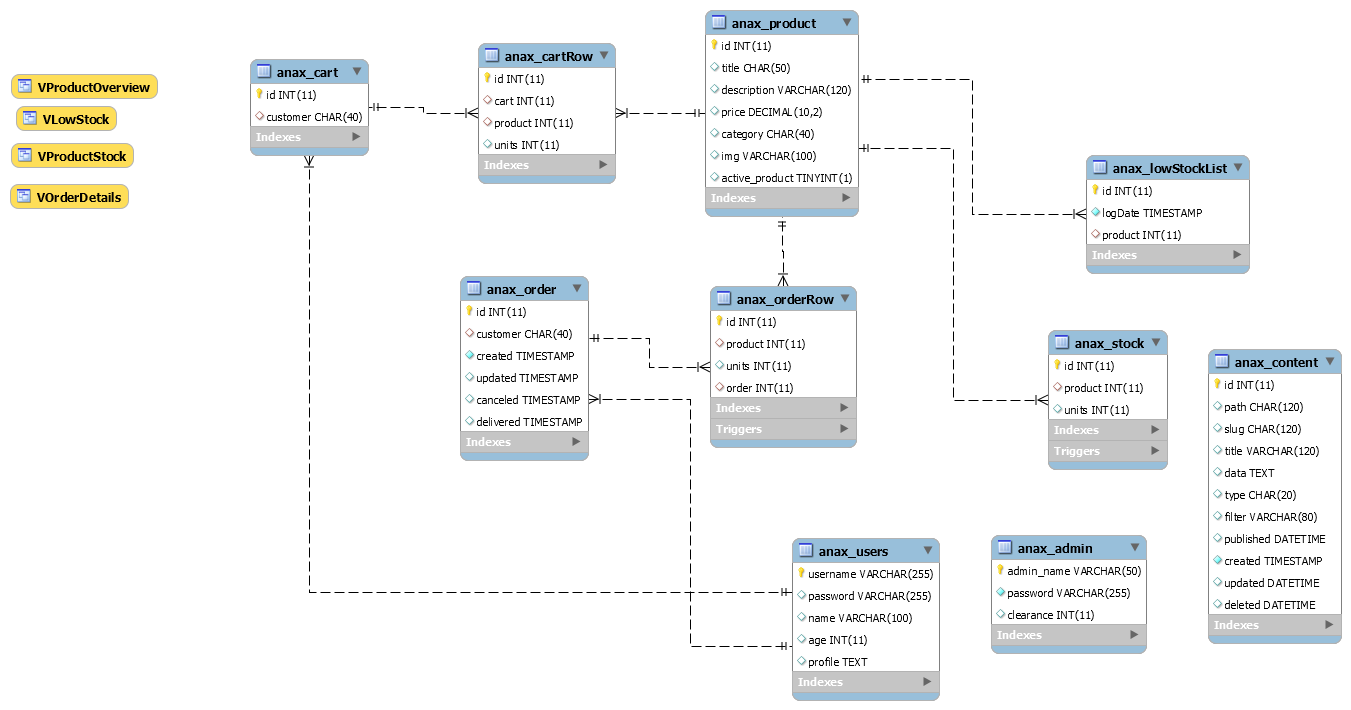 VProductOverview
VLowStock
VProductStock
VOrderDetails
anax_cart
id INT(11)
customer CHAR(40)
Indexes
anax_cartRow
id INT(11)
cart INT(11)
product INT(11)
units INT(11)
Indexes
anax_product
id INT(11)
title CHAR(50)
description VARCHAR(120)
price DECIMAL (10,2)
category CHAR(40)
img VARCHAR(100)
active_product TINYINT(1)
Indexes
anax_lowStockList
id INT(11)
logDate TIMESTAMP
product INT(11)
Indexes
anax_order
id INT(11)
customer CHAR(40)
created TIMESTAMP
updated TIMESTAMP
canceled TIMESTAMP
delivered TIMESTAMP
Indexes
anax_orderRow
id INT(11)
product INT(11)
units INT(11)
order INT(11)
Indexes
Triggers
anax_stock
id INT(11)
product INT(11)
units INT(11)
Indexes
Triggers
anax_content
id INT(11)
path CHAR(120)
slug CHAR(120)
title VARCHAR(120)
data TEXT
type CHAR(20)
filter VARCHAR(80)
published DATETIME
created TIMESTAMP
updated DATETIME
deleted DATETIME
Indexes
anax_users
username VARCHAR(255)
password VARCHAR(255)
name VARCHAR(100)
age INT(11)
profile TEXT
Indexes
anax_admin
admin_name VARCHAR(50)
password VARCHAR(255)
clearance INT(11)
Indexes